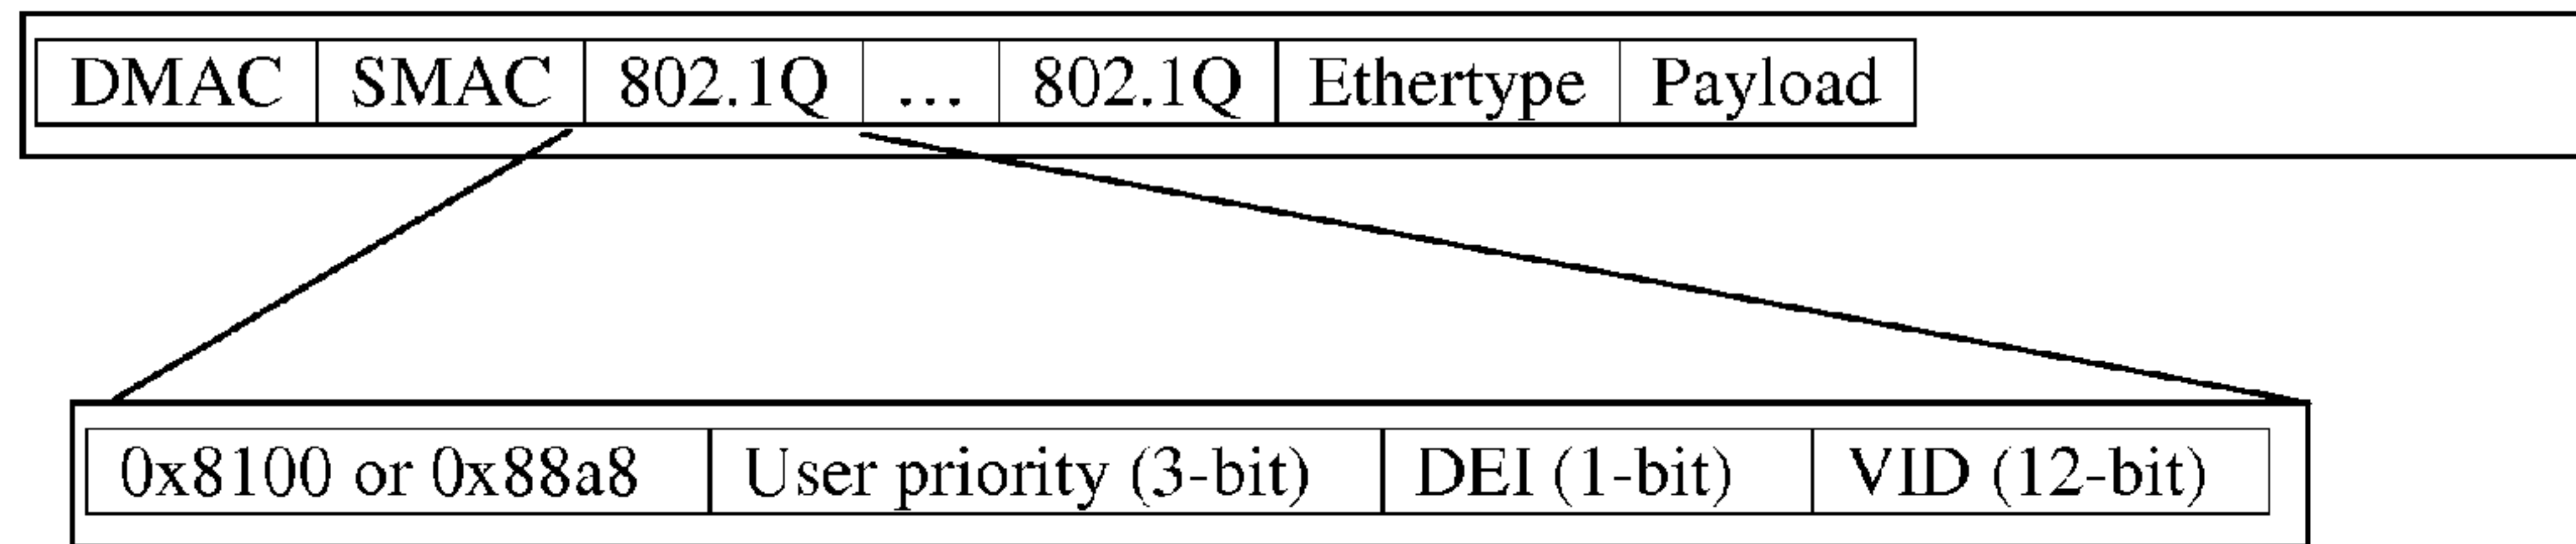 DMAC SMAC 802.1Q ... 802.1Q Ethertype Payload
0x8100 or 0x88a8 User priority (3-bit) DEI (1-bit) VID (12-bit)